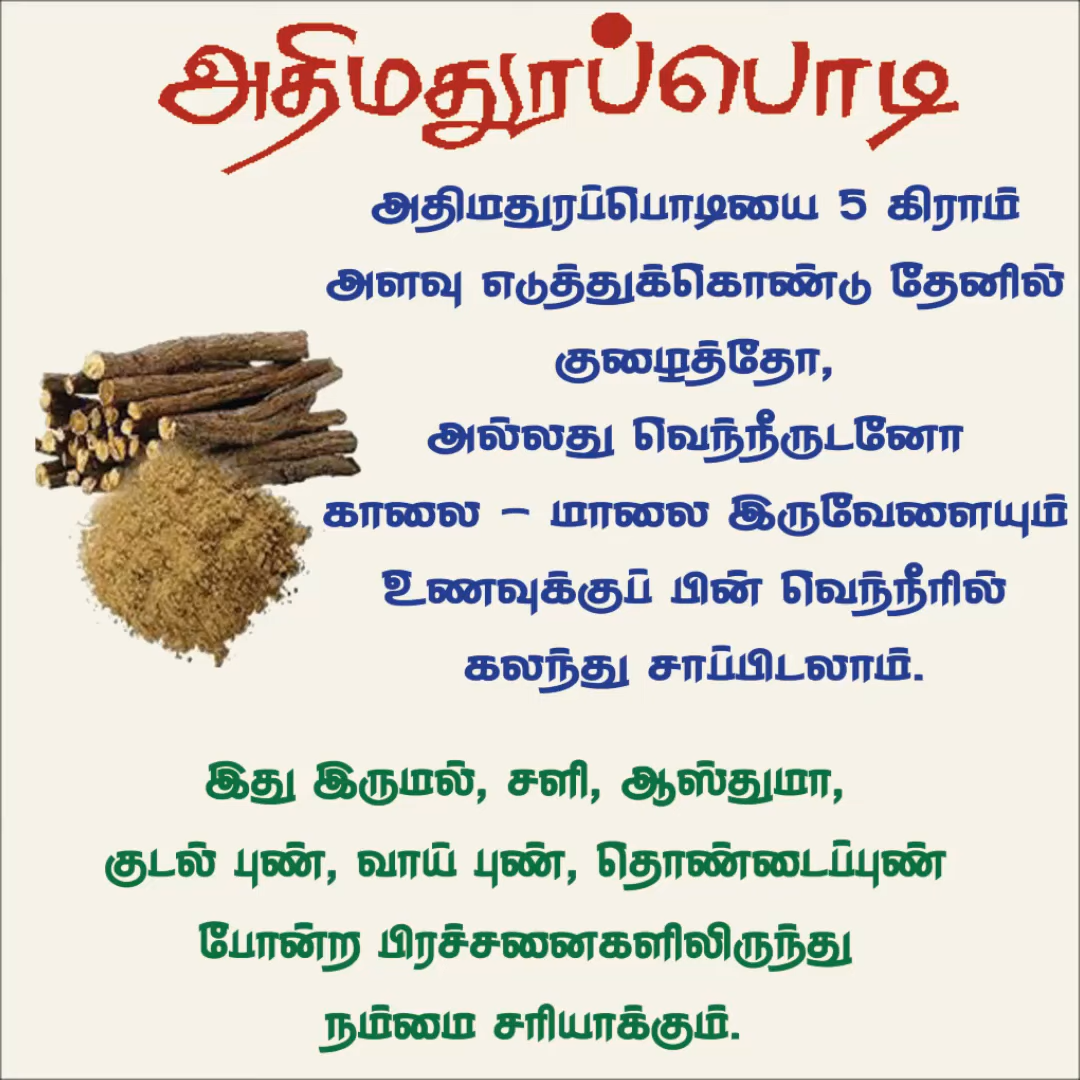 அதிமதுரப்பொடி
அதிமதுரப்பொடியை 5 கிராம்
அளவு எடுத்துக்கொண்டு தேனில்
குழைத்தோ,
அல்லது வெந்நீருடனோ
காலை – மாலை இருவேளையும்
உணவுக்குப் பின் வெந்நீரில்
கலந்து சாப்பிடலாம்.
இது இருமல், சளி, ஆஸ்துமா,
குடல் புண், வாய் புண், தொண்டைப்புண்
போன்ற பிரச்சனைகளிலிருந்து
நம்மை சரியாக்கும்.